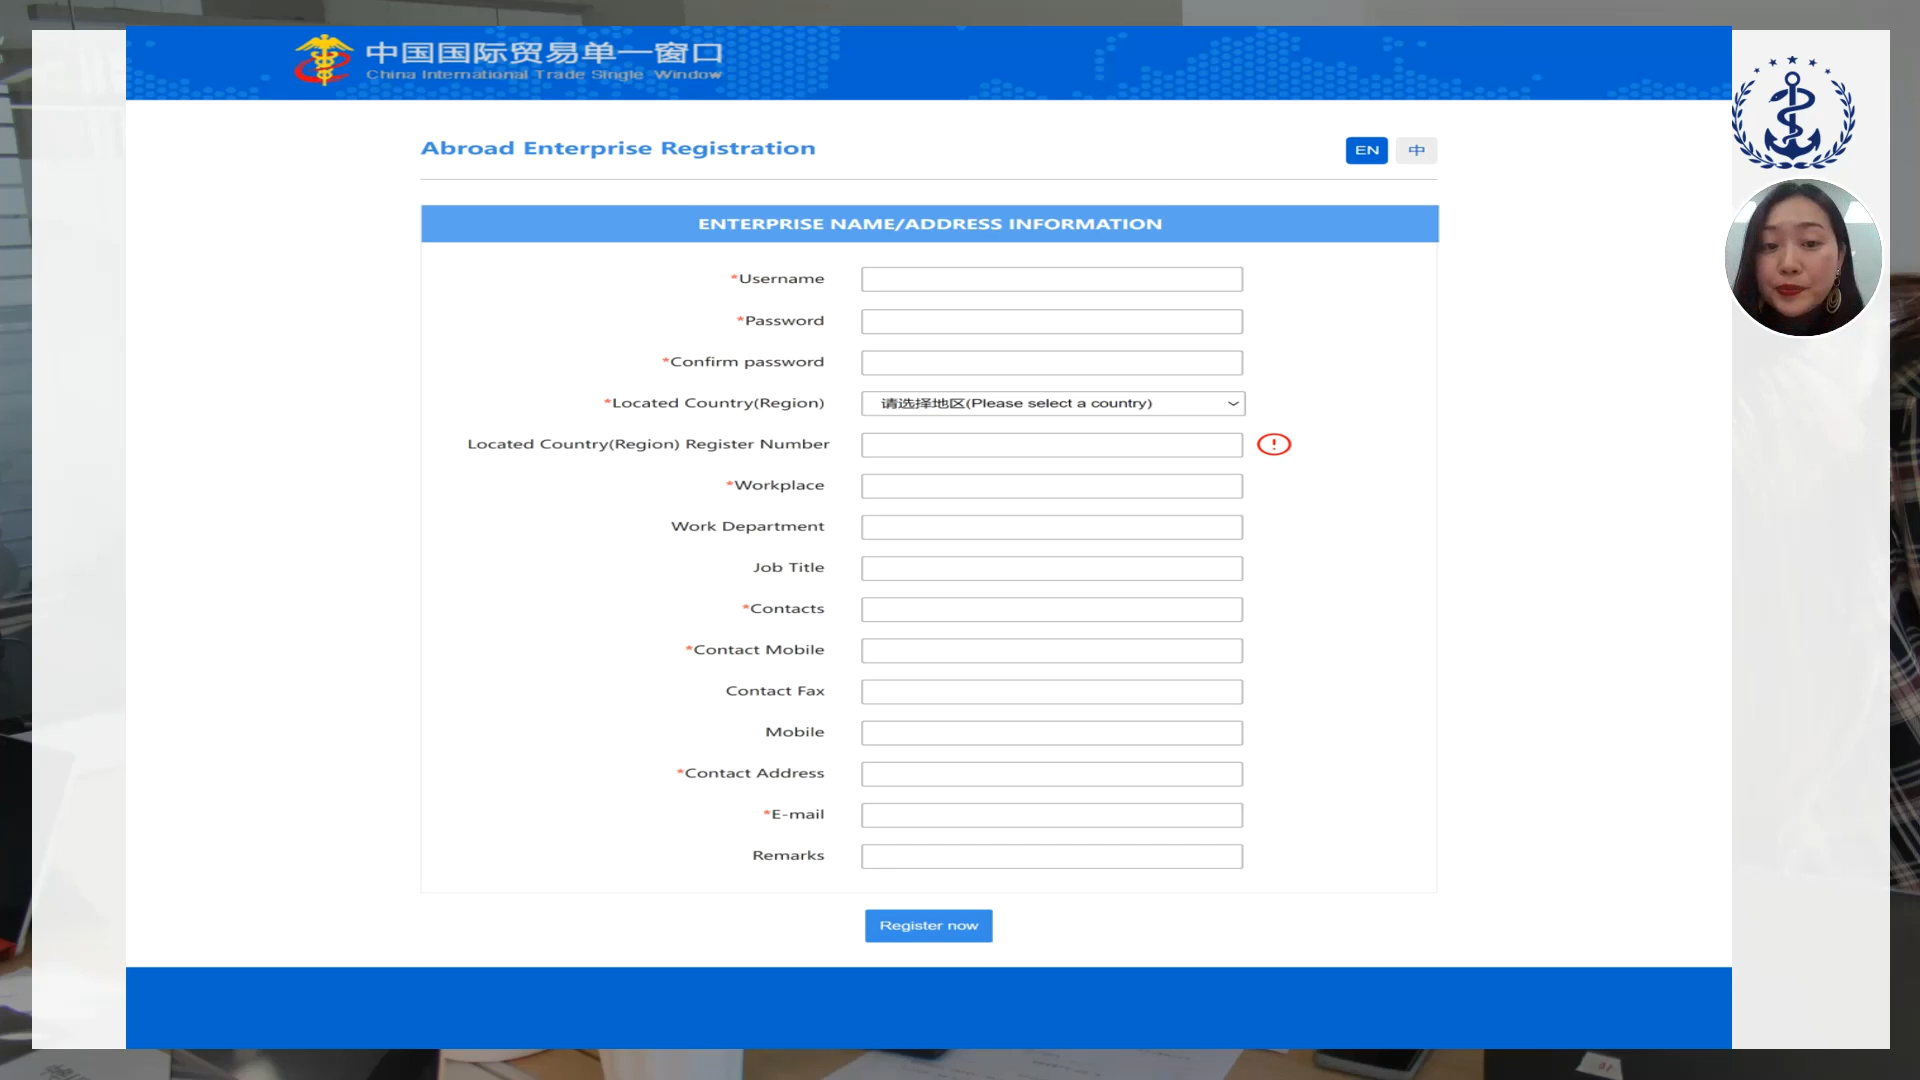 中国国际贸易单一窗口
China International Trade Single Window
Abroad Enterprise Registration
EN 中
ENTERPRISE NAME/ADDRESS INFORMATION
*Username
*Password
*Confirm password
*Located Country(Region) 请选择地区(Please select a country)
Located Country(Region) Register Number !
*Workplace
Work Department
Job Title
*Contacts
*Contact Mobile
Contact Fax
Mobile
*Contact Address
*E-mail
Remarks
Register now